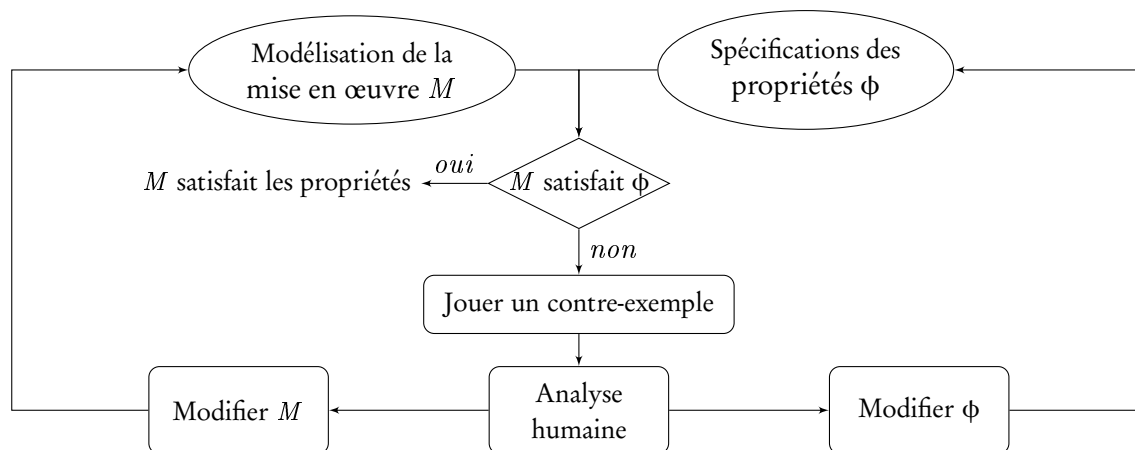 Modélisation de la
mise en œuvre M
Spécifications des
propriétés ϕ
M satisfait les propriétés
oui
M satisfait ϕ
non
Jouer un contre-exemple
Modifier M
Analyse
humaine
Modifier ϕ